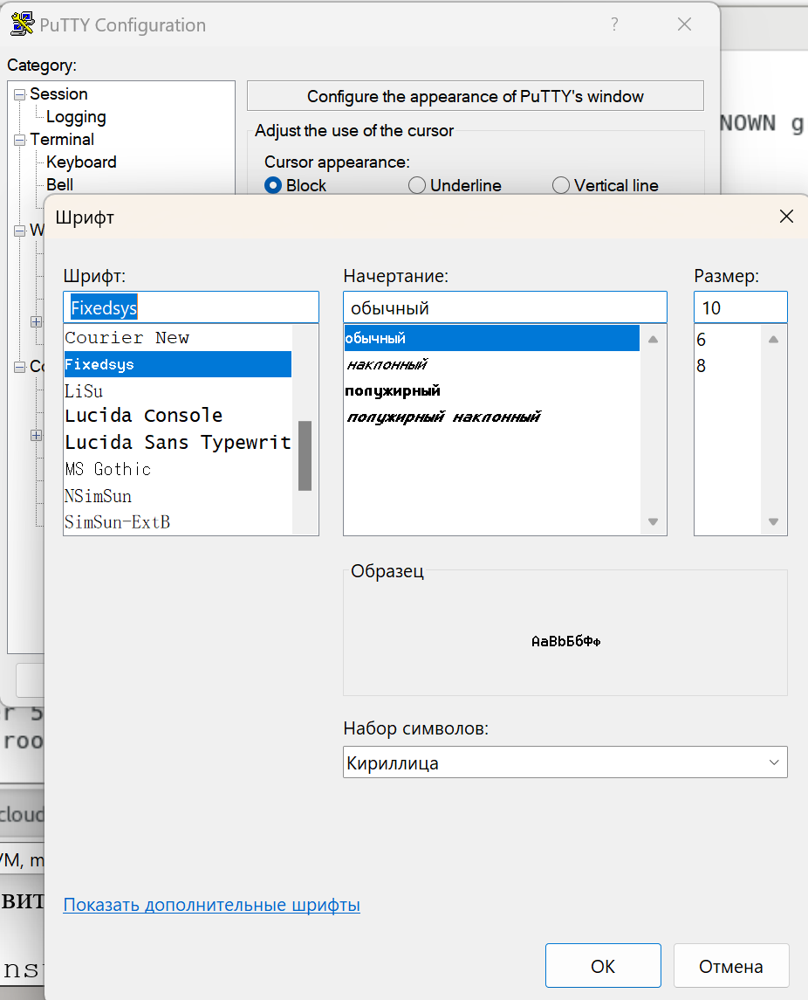 PuTTY Configuration
?
Category:
Session
Logging
Terminal
Keyboard
Bell
Configure the appearance of PuTTY's window
Adjust the use of the cursor
Cursor appearance:
Block Underline Vertical line
NOWN g
Шрифт
Шрифт:
Fixedsys
Courier New
Fixedsys
LiSu
Lucida Console
Lucida Sans Typewrit
MS Gothic
NSimSun
SimSun-ExtB
Начертание:
обычный
обычный
наклонный
полужирный
полужирный наклонный
Размер:
10
6
8
Образец
AaBbБбФф
Набор символов:
Кириллица
Показать дополнительные шрифты
OK
Отмена
W
Co
er 5
roo
cloud
VM, m
вит
ns